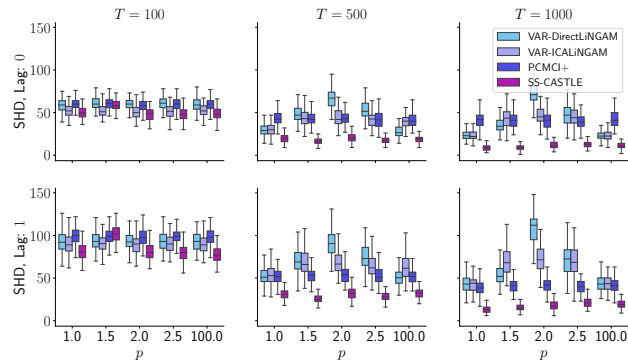 T = 100
T = 500
T = 1000
SHD, Lag: 0
150
100
50
0
VAR-DirectLiNGAM
VAR-ICALiNGAM
PCMCI+
SS-CASTLE
SHD, Lag: 1
150
100
50
0
1.0 1.5 2.0 2.5 100.0
1.0 1.5 2.0 2.5 100.0
1.0 1.5 2.0 2.5 100.0
p
p
p